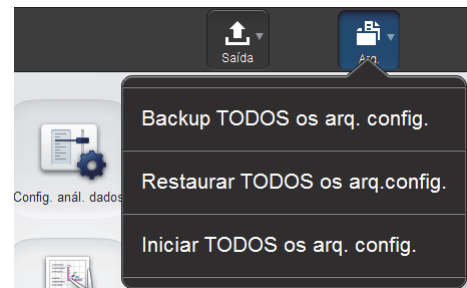 Saída
Arq.
Backup TODOS os arq. config.
Restaurar TODOS os arq.config.
Config. anál. dados
Iniciar TODOS os arq. config.